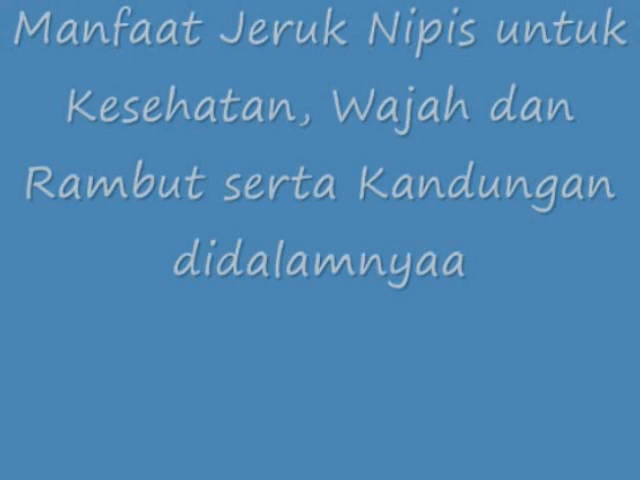 Manfaat Jeruk Nipis untuk
Kesehatan, Wajah dan
Rambut serta Kandungan
didalamnyaa